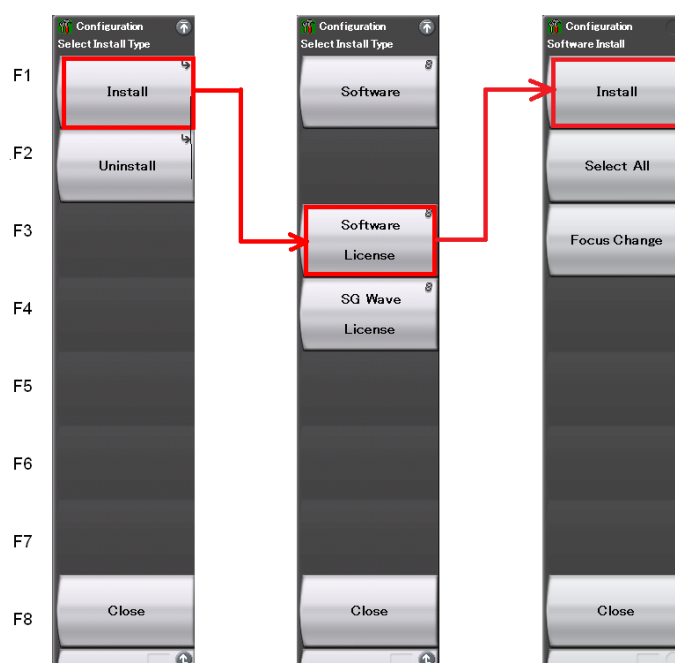 Configuration
Select Install Type
Install
Uninstall
Close
Configuration
Select Install Type
Software
Software
License
SG Wave
License
Close
Configuration
Software Install
Install
Select All
Focus Change
Close
F1
F2
F3
F4
F5
F6
F7
F8